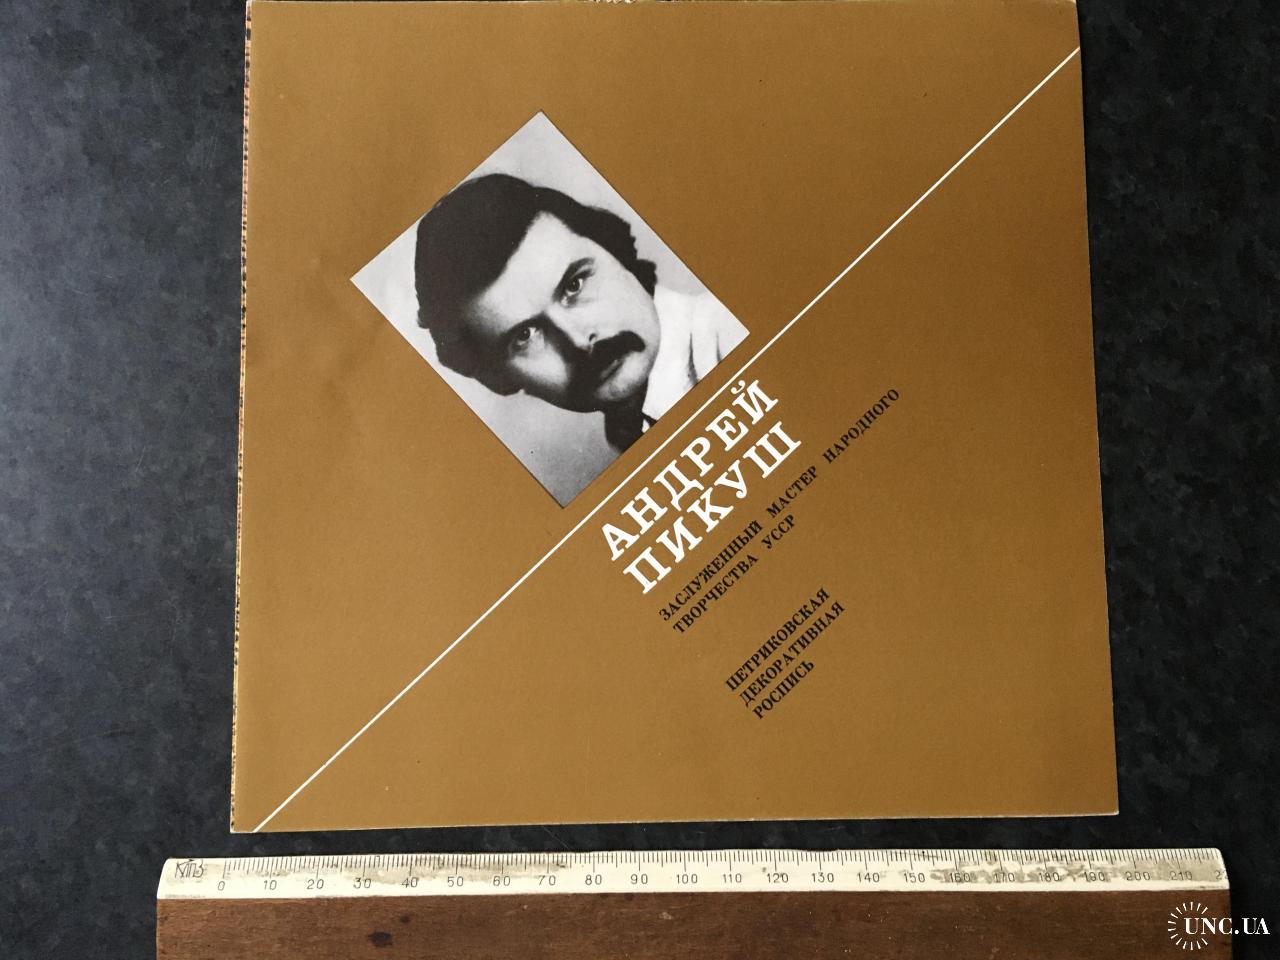 АНДРЕЙ
ПИКУШ
ЗАСЛУЖЕННЫЙ МАСТЕР НАРОДНОГО
ТВОРЧЕСТВА УССР
ПЕТРИКОВСКАЯ
ДЕКОРАТИВНАЯ
РОСПИСЬ
0 10 20 30 40 50 60 70 80 90 100 110 120 130 140 150 160 170 180 190 200 210
UNC.UA